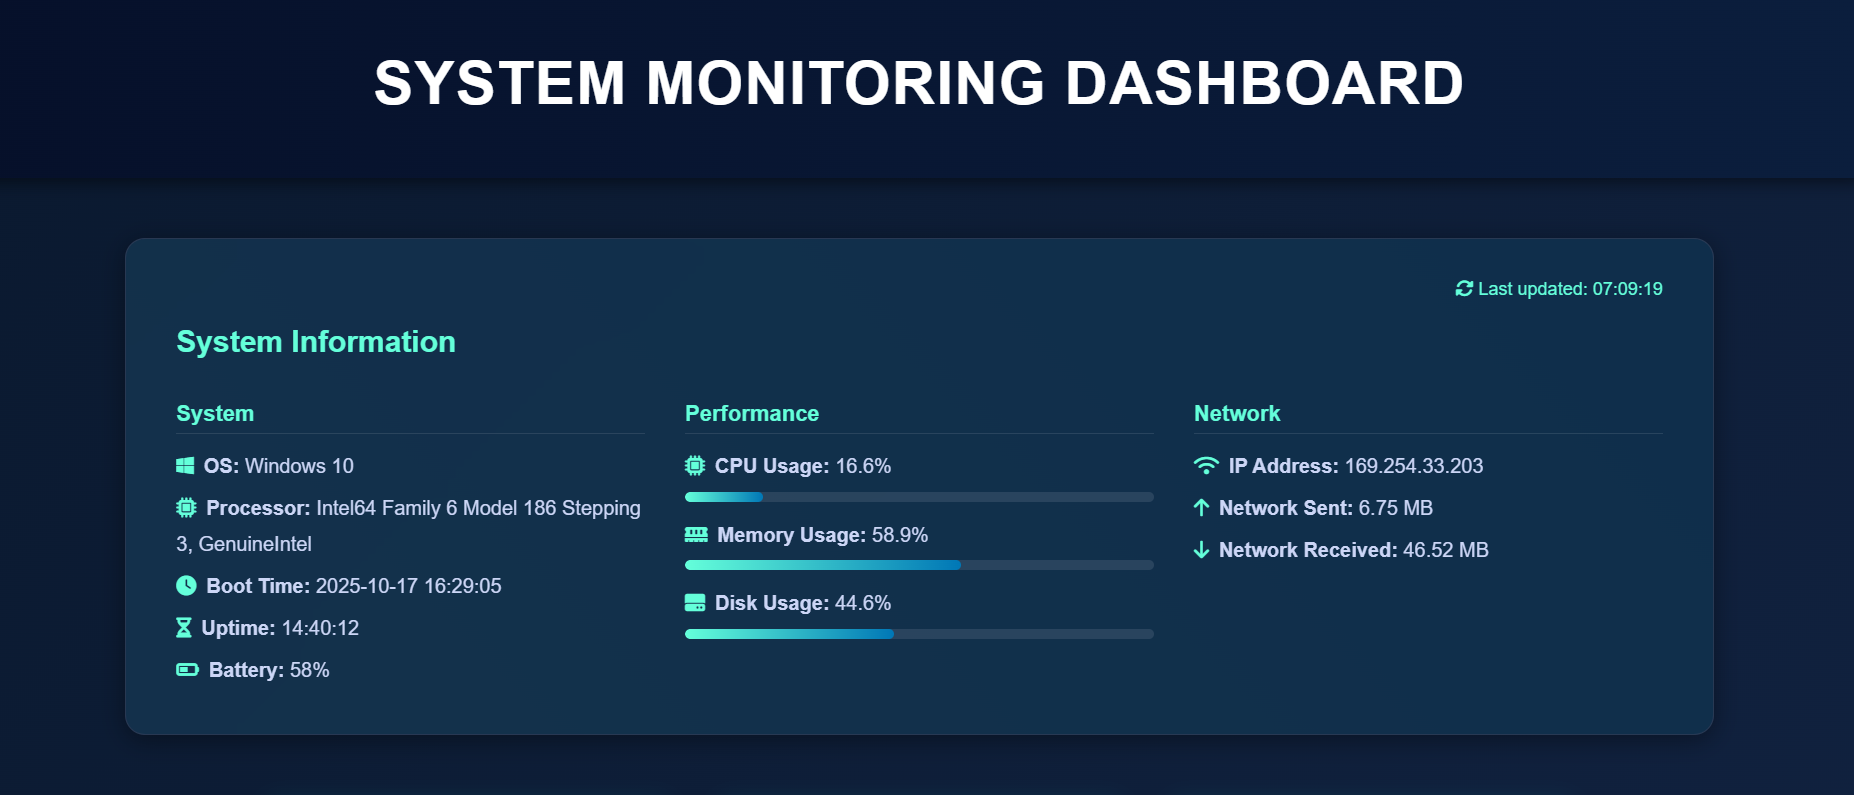 SYSTEM MONITORING DASHBOARD
Last updated: 07:09:19
System Information
System
OS: Windows 10
Processor: Intel64 Family 6 Model 186 Stepping
3, GenuineIntel
Boot Time: 2025-10-17 16:29:05
Uptime: 14:40:12
Battery: 58%
Performance
CPU Usage: 16.6%
Memory Usage: 58.9%
Disk Usage: 44.6%
Network
IP Address: 169.254.33.203
Network Sent: 6.75 MB
Network Received: 46.52 MB